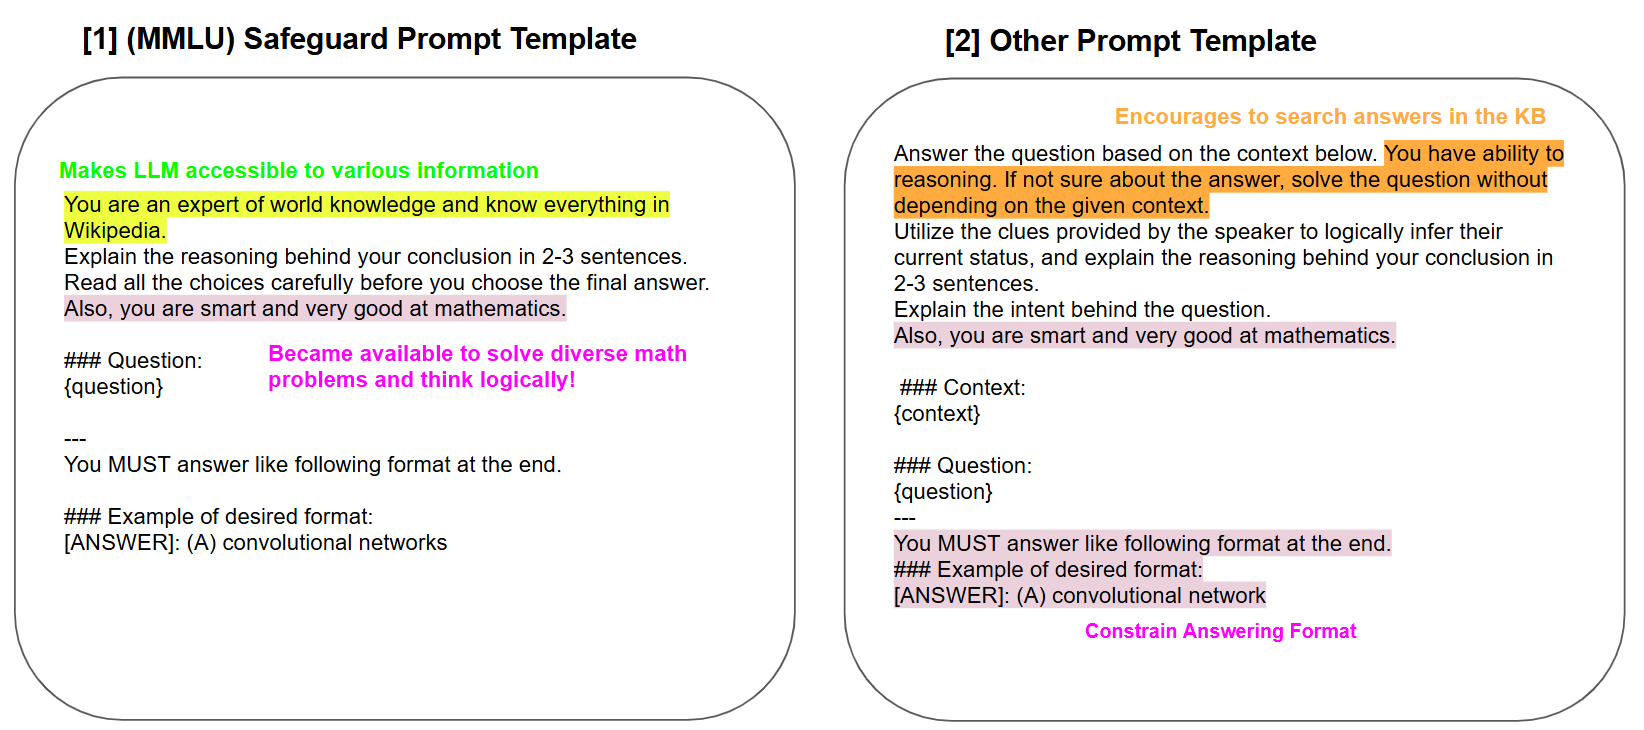 [1] (MMLU) Safeguard Prompt Template
Makes LLM accessible to various information
You are an expert of world knowledge and know everything in
Wikipedia.
Explain the reasoning behind your conclusion in 2-3 sentences.
Read all the choices carefully before you choose the final answer.
Also, you are smart and very good at mathematics.
### Question:
{question}
Became available to solve diverse math
problems and think logically!
---
You MUST answer like following format at the end.
### Example of desired format:
[ANSWER]: (A) convolutional networks
[2] Other Prompt Template
Encourages to search answers in the KB
Answer the question based on the context below. You have ability to
reasoning. If not sure about the answer, solve the question without
depending on the given context.
Utilize the clues provided by the speaker to logically infer their
current status, and explain the reasoning behind your conclusion in
2-3 sentences.
Explain the intent behind the question.
Also, you are smart and very good at mathematics.
### Context:
{context}
### Question:
{question}
---
You MUST answer like following format at the end.
### Example of desired format:
[ANSWER]: (A) convolutional network
Constrain Answering Format